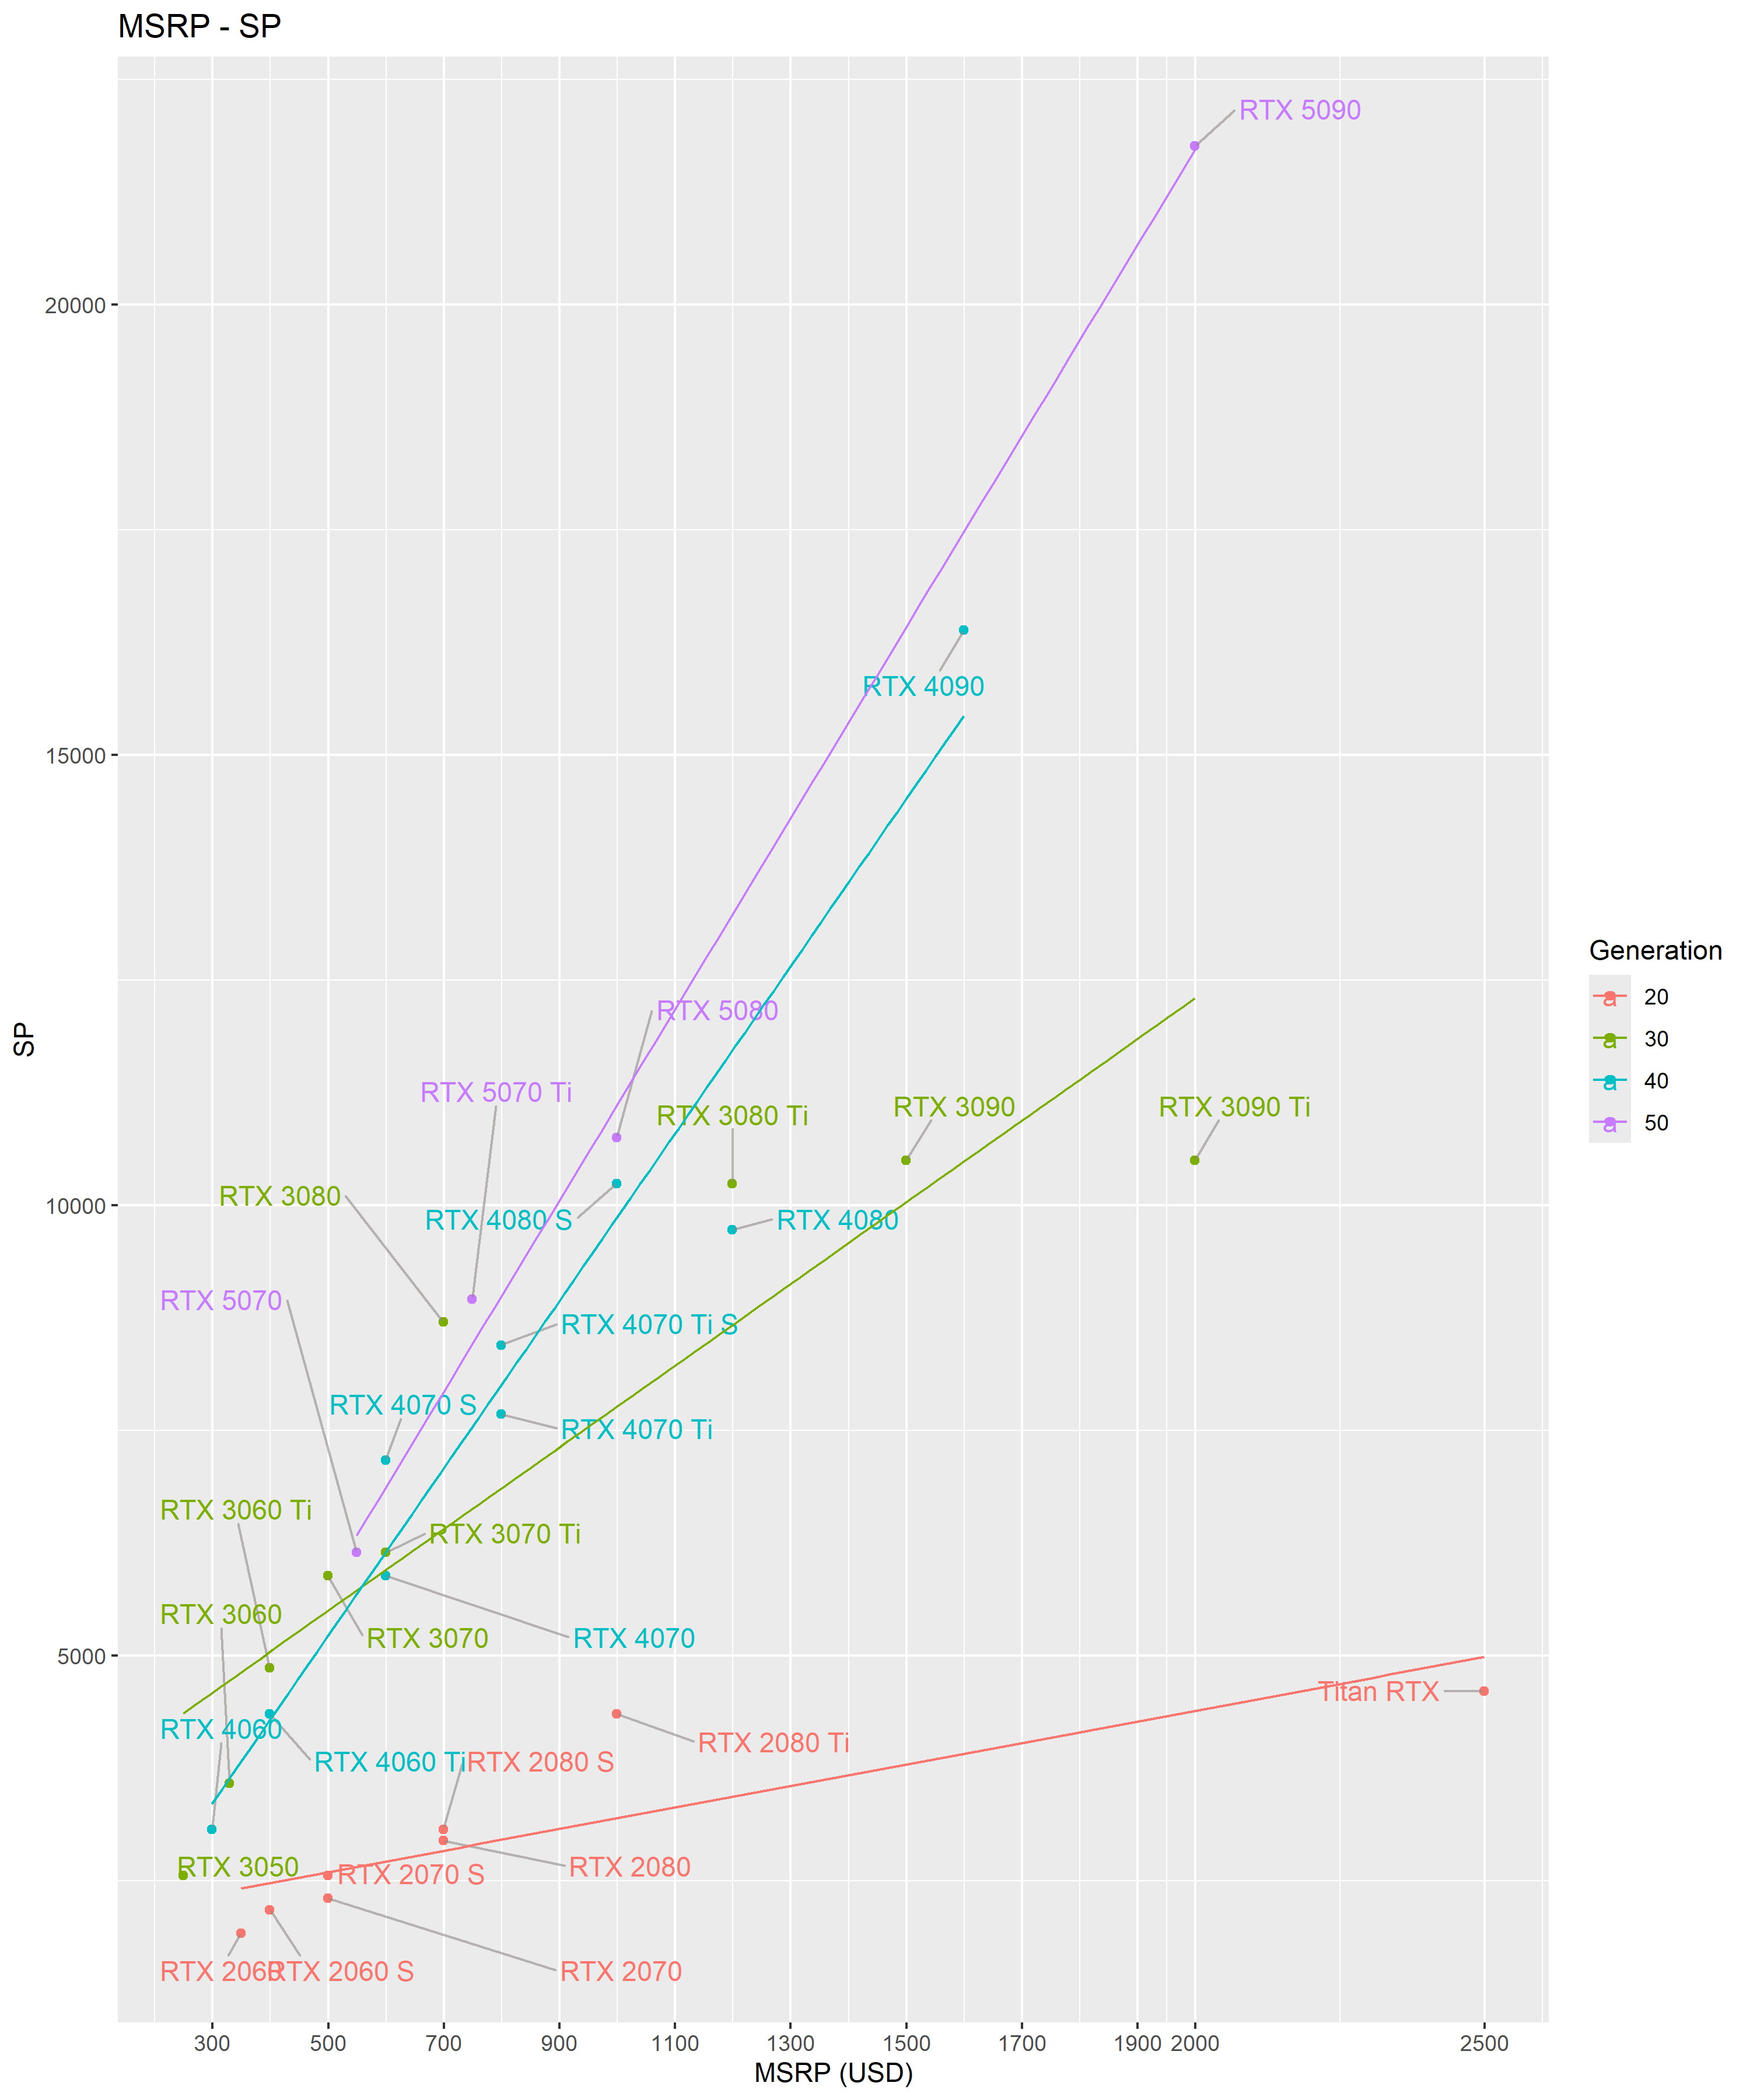 MSRP - SP
RTX 5090
20000
RTX 4090
15000
RTX 5080
RTX 5070 Ti
RTX 3080 Ti
RTX 3090
RTX 3090 Ti
RTX 3080
10000
RTX 4080 S
RTX 4080
RTX 5070
RTX 4070 Ti S
RTX 4070 S
RTX 4070 Ti
RTX 3060 Ti
RTX 3070 Ti
RTX 3060
RTX 3070
RTX 4070
5000
Titan RTX
RTX 4060
RTX 2080 Ti
RTX 4060 Ti
RTX 2080 S
RTX 3050
RTX 2070 S
RTX 2080
RTX 2060
RTX 2060 S
RTX 2070
SP
300 500 700 900 1100 1300 1500 1700 1900 2000 2500
MSRP (USD)
Generation
a 20
a 30
a 40
a 50